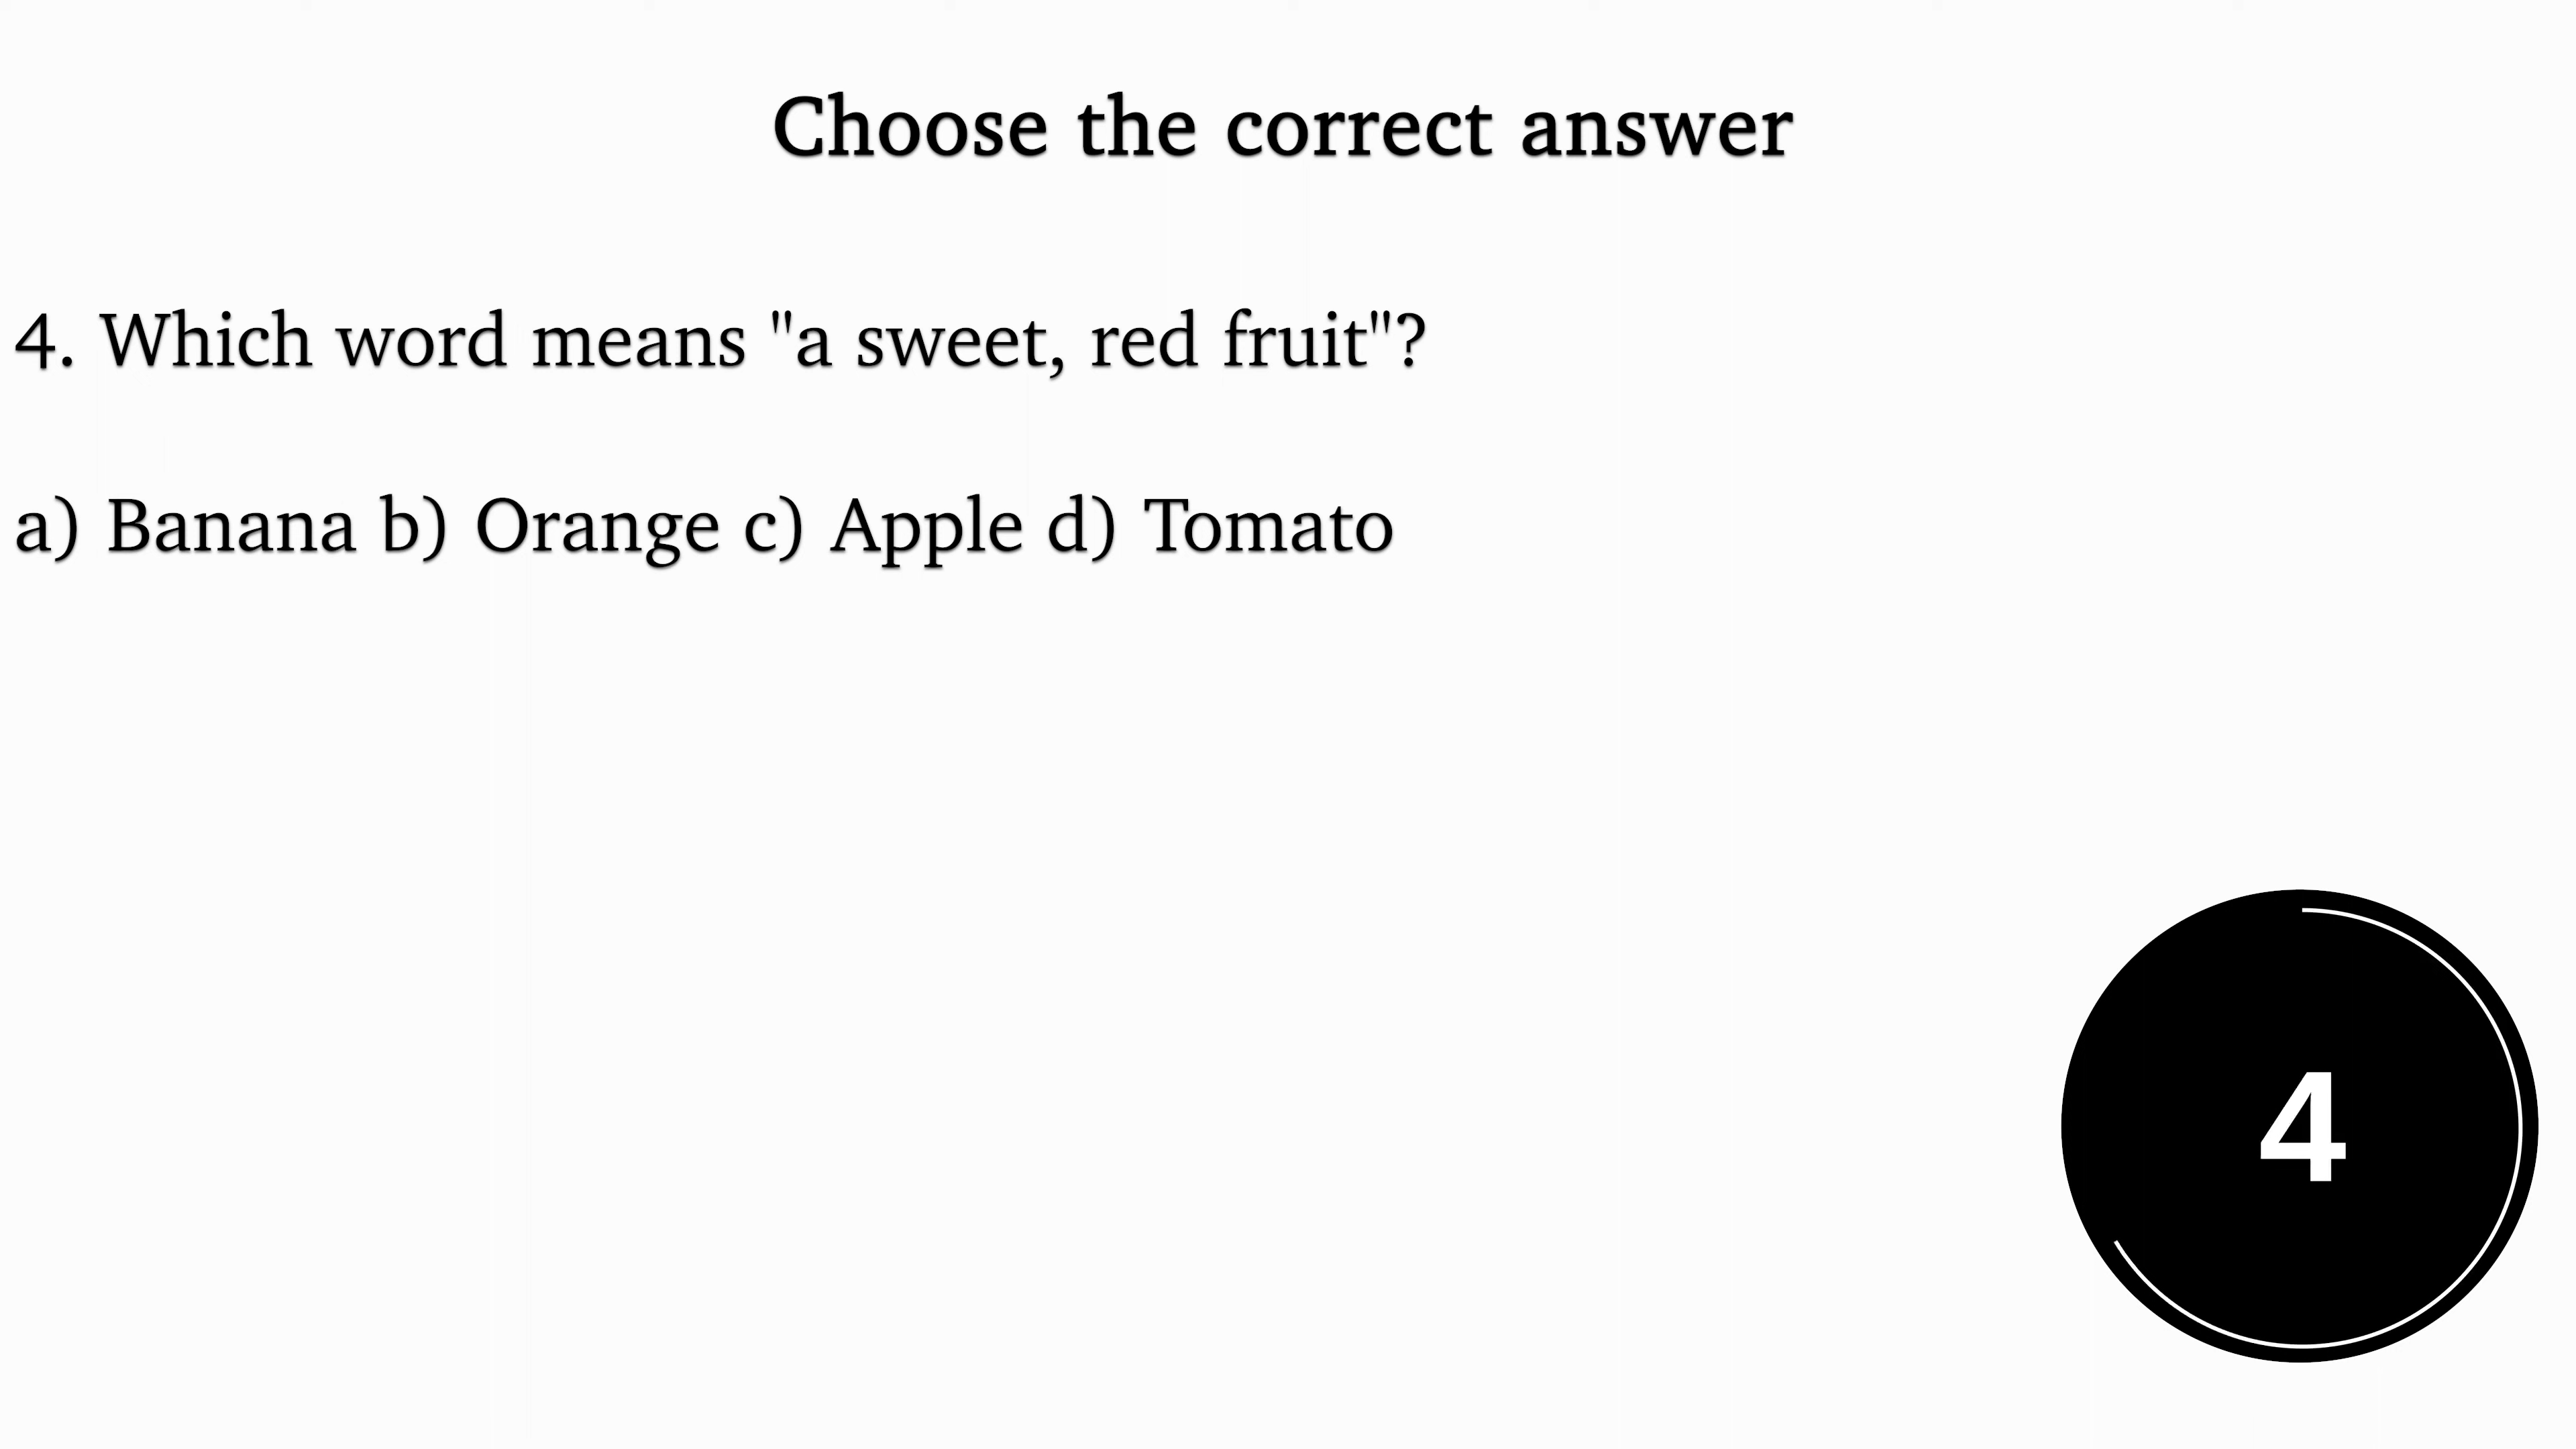 Choose the correct answer
4. Which word means "a sweet, red fruit"?
a) Banana b) Orange c) Apple d) Tomato
4